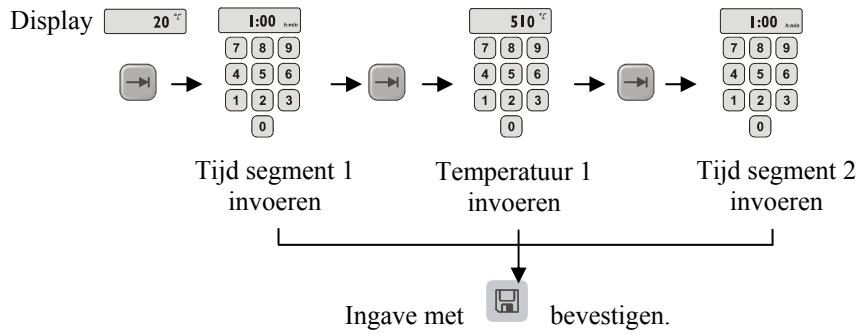 Display 20 °C 1:00 h:min 510 °C 1:00 h:min
7 8 9 7 8 9 7 8 9
4 5 6 4 5 6 4 5 6
1 2 3 1 2 3 1 2 3
0 0 0
Tijd segment 1 Temperatuur 1 Tijd segment 2
invoeren invoeren invoeren
Ingave met bevestigen.